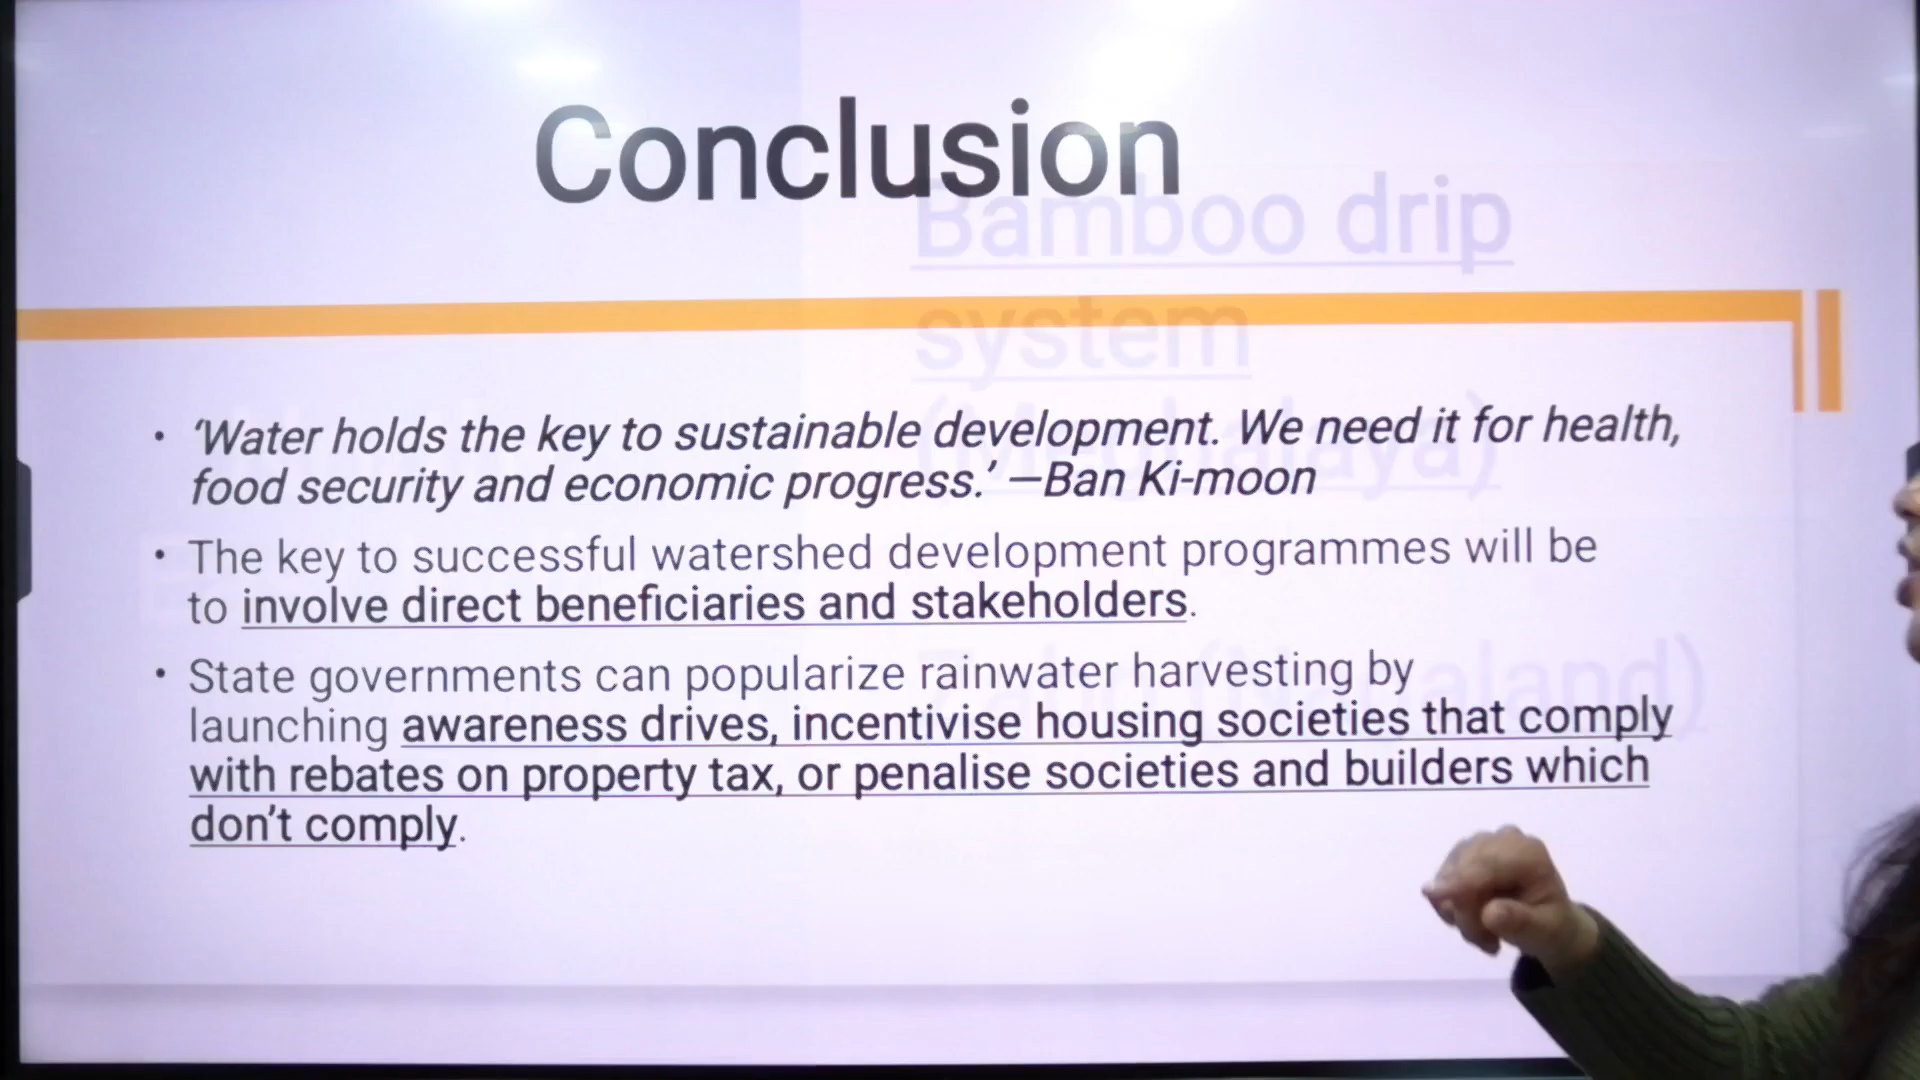 Conclusion
Bamboo drip
system
(Meghalaya)
• ‘Water holds the key to sustainable development. We need it for health,
food security and economic progress.’ —Ban Ki-moon
• The key to successful watershed development programmes will be
to involve direct beneficiaries and stakeholders.
• State governments can popularize rainwater harvesting by
launching awareness drives, incentivise housing societies that comply
with rebates on property tax, or penalise societies and builders which
don’t comply.